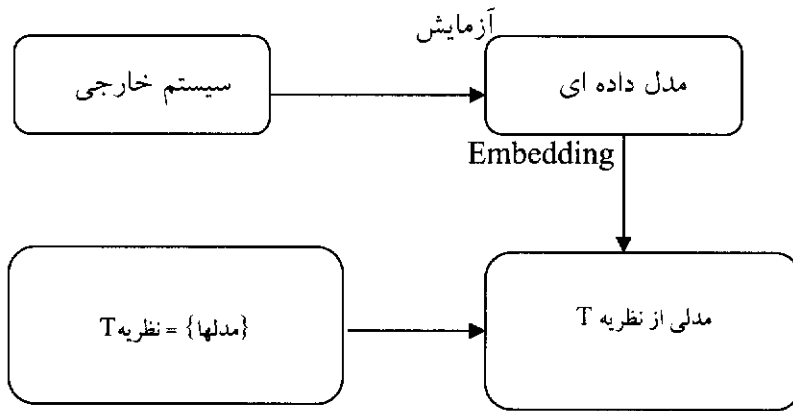 آزمایش
سیستم خارجی
مدل داده ای
Embedding
نظریه T = {مدلها}
مدلی از نظریه T